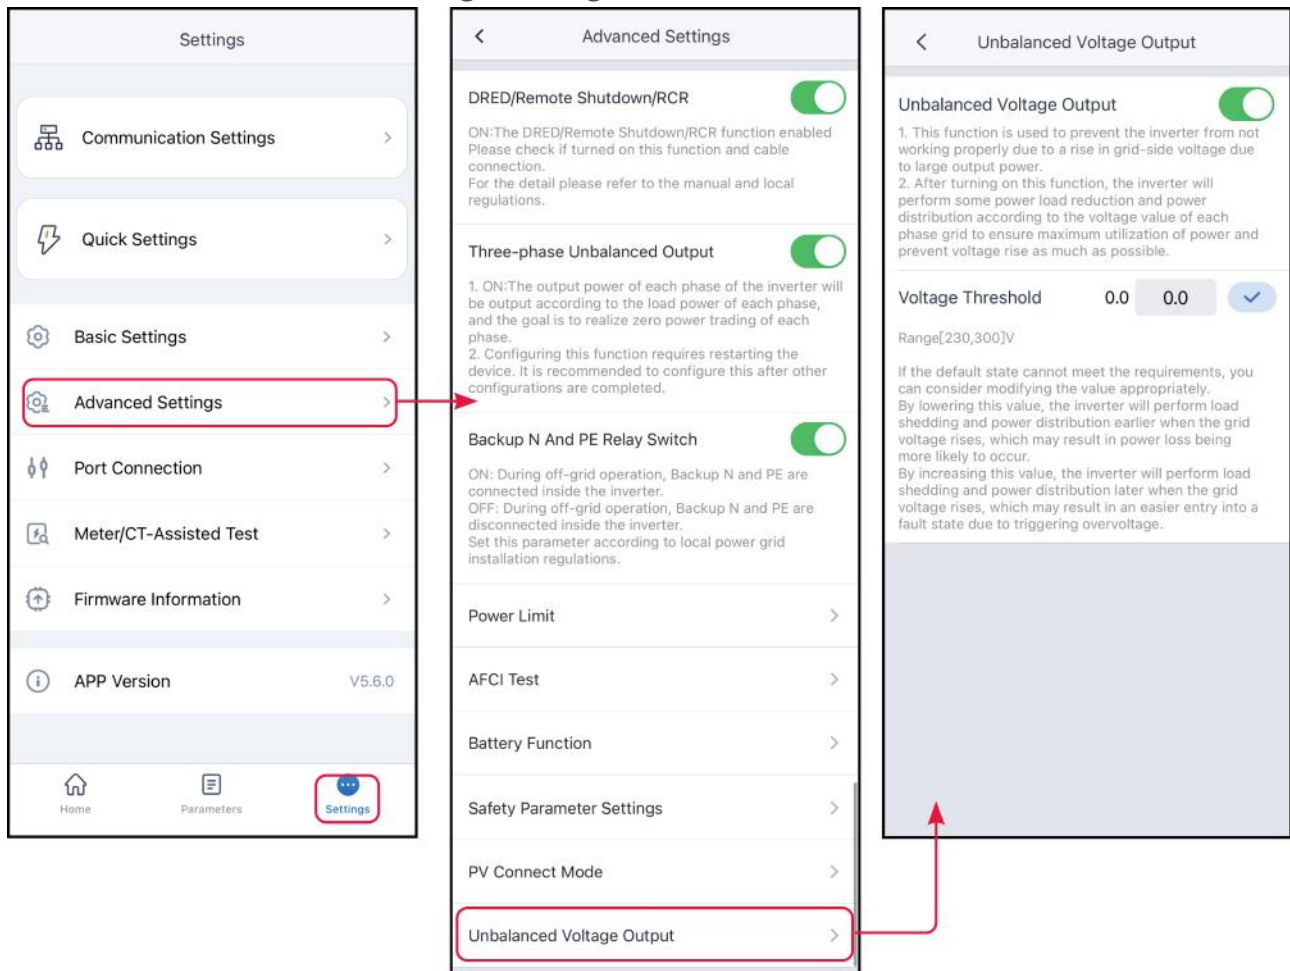 Settings
Communication Settings
Quick Settings
Basic Settings
Advanced Settings
Port Connection
Meter/CT-Assisted Test
Firmware Information
APP Version V5.6.0
Home Parameters Settings
Advanced Settings
DRED/Remote Shutdown/RCR
ON:The DRED/Remote Shutdown/RCR function enabled
Please check if turned on this function and cable
connection.
For the detail please refer to the manual and local
regulations.
Three-phase Unbalanced Output
1. ON:The output power of each phase of the inverter will
be output according to the load power of each phase,
and the goal is to realize zero power trading of each
phase.
2. Configuring this function requires restarting the
device. It is recommended to configure this after other
configurations are completed.
Backup N And PE Relay Switch
ON: During off-grid operation, Backup N and PE are
connected inside the inverter.
OFF: During off-grid operation, Backup N and PE are
disconnected inside the inverter.
Set this parameter according to local power grid
installation regulations.
Power Limit
AFCI Test
Battery Function
Safety Parameter Settings
PV Connect Mode
Unbalanced Voltage Output
Unbalanced Voltage Output
Unbalanced Voltage Output
1. This function is used to prevent the inverter from not
working properly due to a rise in grid-side voltage due
to large output power.
2. After turning on this function, the inverter will
perform some power load reduction and power
distribution according to the voltage value of each
phase grid to ensure maximum utilization of power and
prevent voltage rise as much as possible.
Voltage Threshold 0.0 0.0
Range[230,300]V
If the default state cannot meet the requirements, you
can consider modifying the value appropriately.
By lowering this value, the inverter will perform load
shedding and power distribution earlier when the grid
voltage rises, which may result in power loss being
more likely to occur.
By increasing this value, the inverter will perform load
shedding and power distribution later when the grid
voltage rises, which may result in an easier entry into a
fault state due to triggering overvoltage.